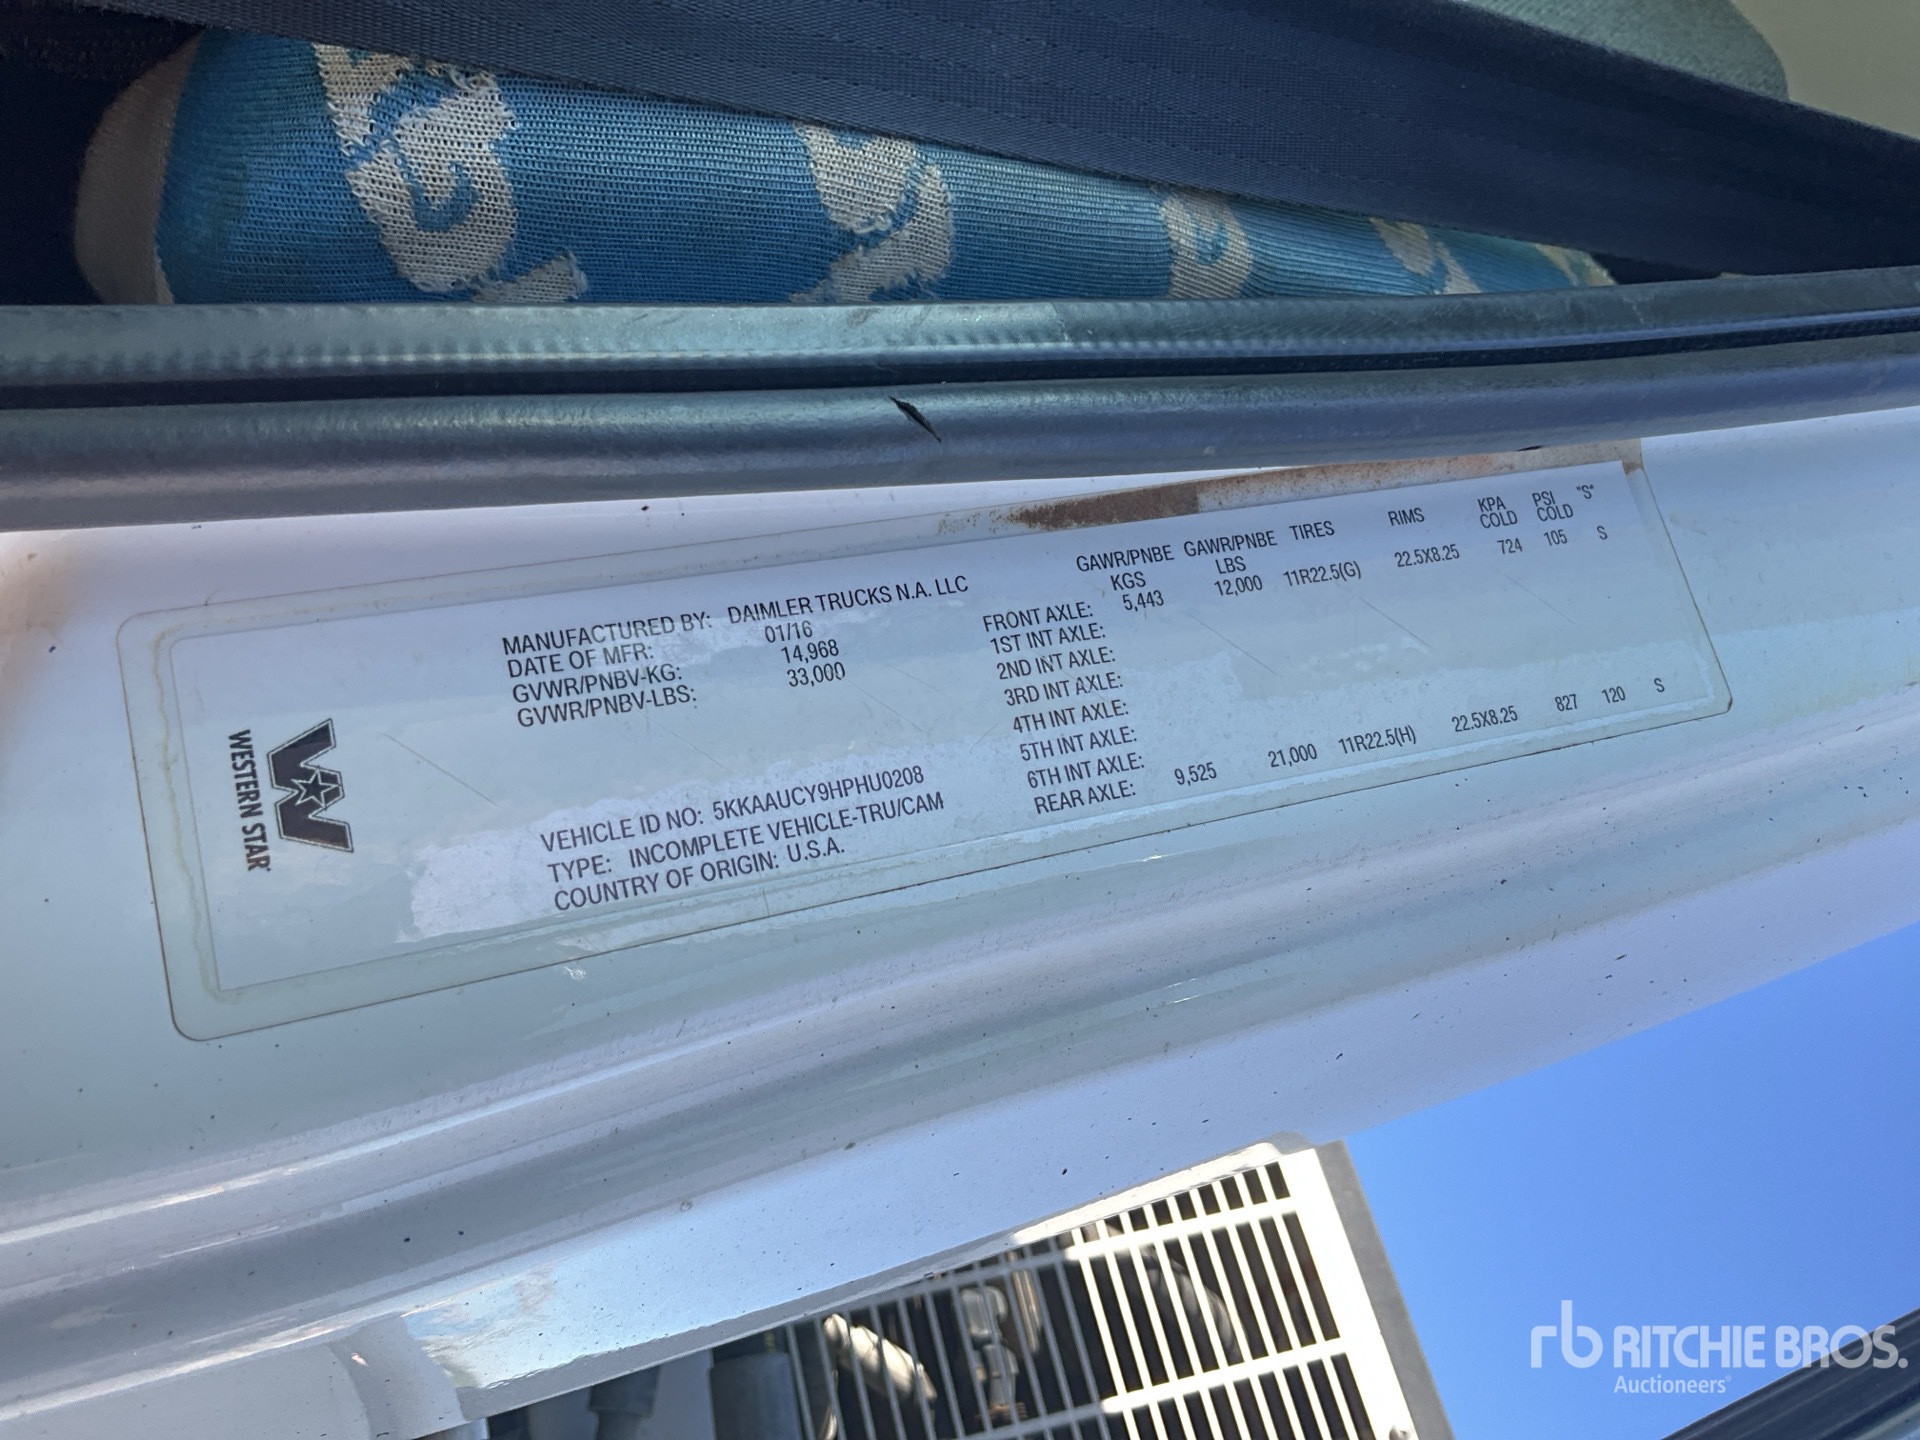 WESTERN STAR
MANUFACTURED BY: DAIMLER TRUCKS N.A. LLC
DATE OF MFR: 01/16
GVWR/PNBV-KG: 14,968
GVWR/PNBV-LBS: 33,000
VEHICLE ID NO: 5KKAAUCY9HPHU0208
TYPE: INCOMPLETE VEHICLE-TRU/CAM
COUNTRY OF ORIGIN: U.S.A.
GAWR/PNBE KGS GAWR/PNBE LBS TIRES RIMS KPA COLD PSI COLD "S"
FRONT AXLE: 5,443 12,000 11R22.5(G) 22.5X8.25 724 105 S
1ST INT AXLE:
2ND INT AXLE:
3RD INT AXLE:
4TH INT AXLE:
5TH INT AXLE:
6TH INT AXLE:
REAR AXLE: 9,525 21,000 11R22.5(H) 22.5X8.25 827 120 S
rb RITCHIE BROS.
Auctioneers